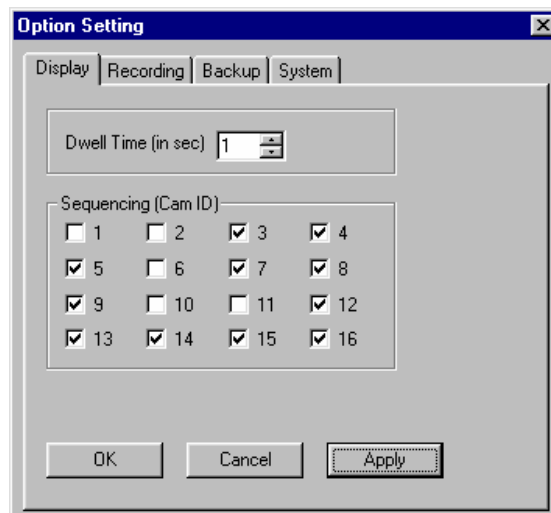 Option Setting
Display Recording Backup System
Dwell Time (in sec) 1
Sequencing (Cam ID)
1 2 3 4
5 6 7 8
9 10 11 12
13 14 15 16
OK Cancel Apply